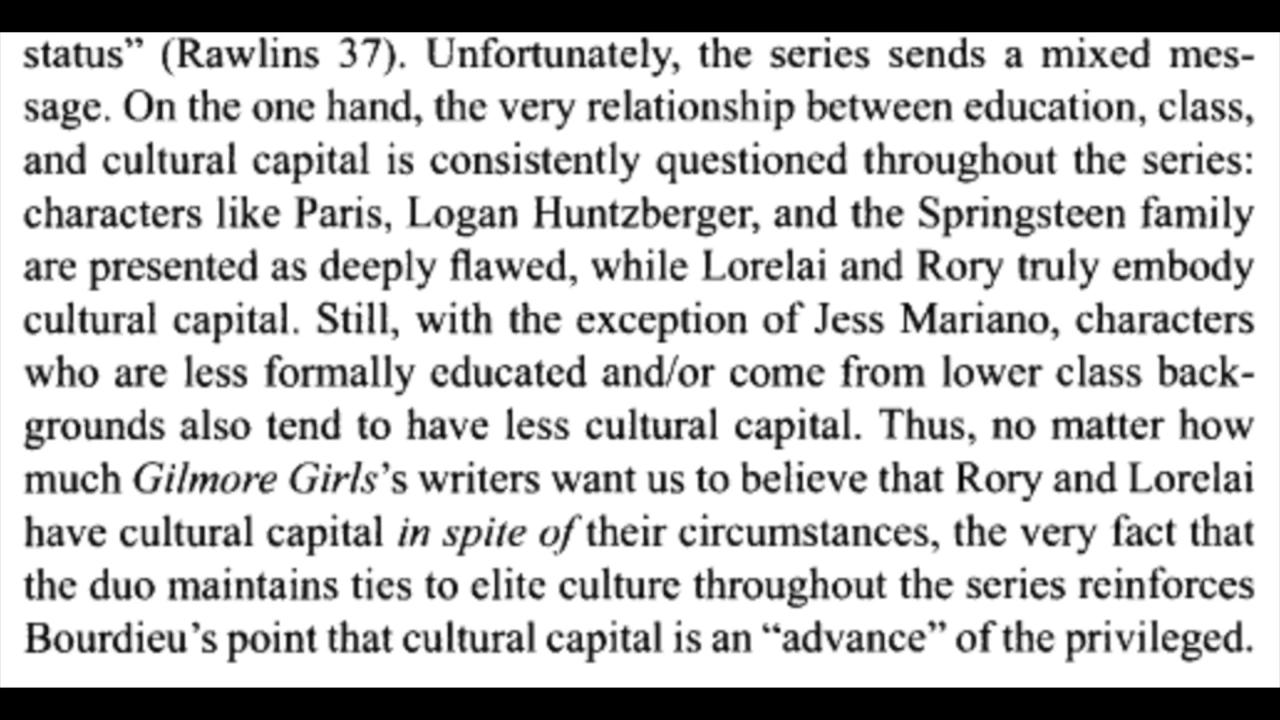 status” (Rawlins 37). Unfortunately, the series sends a mixed mes-
sage. On the one hand, the very relationship between education, class,
and cultural capital is consistently questioned throughout the series:
characters like Paris, Logan Huntzberger, and the Springsteen family
are presented as deeply flawed, while Lorelai and Rory truly embody
cultural capital. Still, with the exception of Jess Mariano, characters
who are less formally educated and/or come from lower class back-
grounds also tend to have less cultural capital. Thus, no matter how
much Gilmore Girls’s writers want us to believe that Rory and Lorelai
have cultural capital in spite of their circumstances, the very fact that
the duo maintains ties to elite culture throughout the series reinforces
Bourdieu’s point that cultural capital is an “advance” of the privileged.